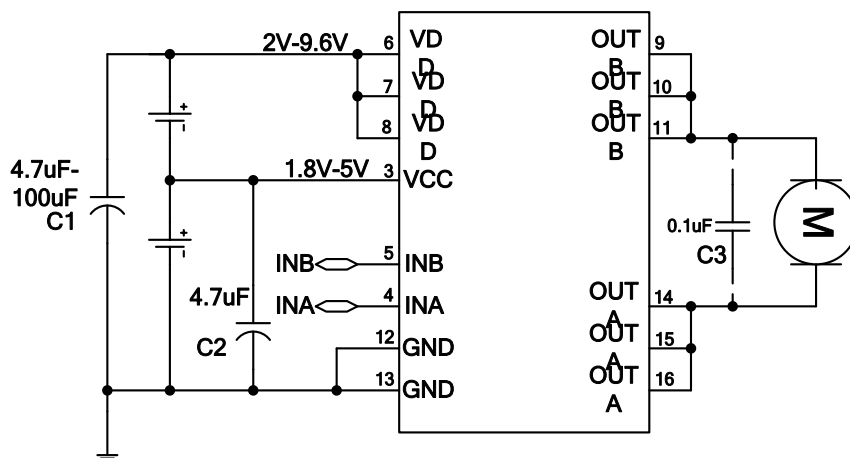 2V-9.6V
6
VD
D
7
VD
D
8
VD
D
1.8V-5V
3
VCC
4.7uF-
100uF
C1
INB
5
INB
INA
4
INA
4.7uF
C2
12
GND
13
GND
OUT
B
9
OUT
B
10
OUT
B
11
0.1uF
C3
M
OUT
A
14
OUT
A
15
OUT
A
16